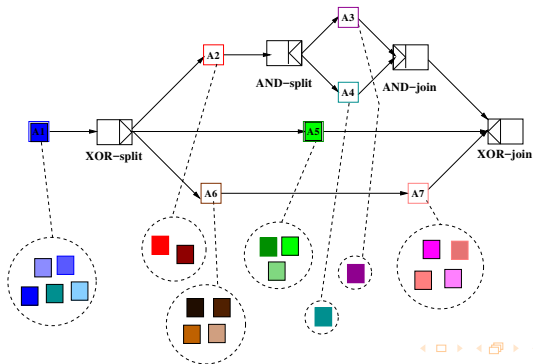 A3
A2
AND-split
AND-join
A4
A1
XOR-split
A5
XOR-join
A6
A7